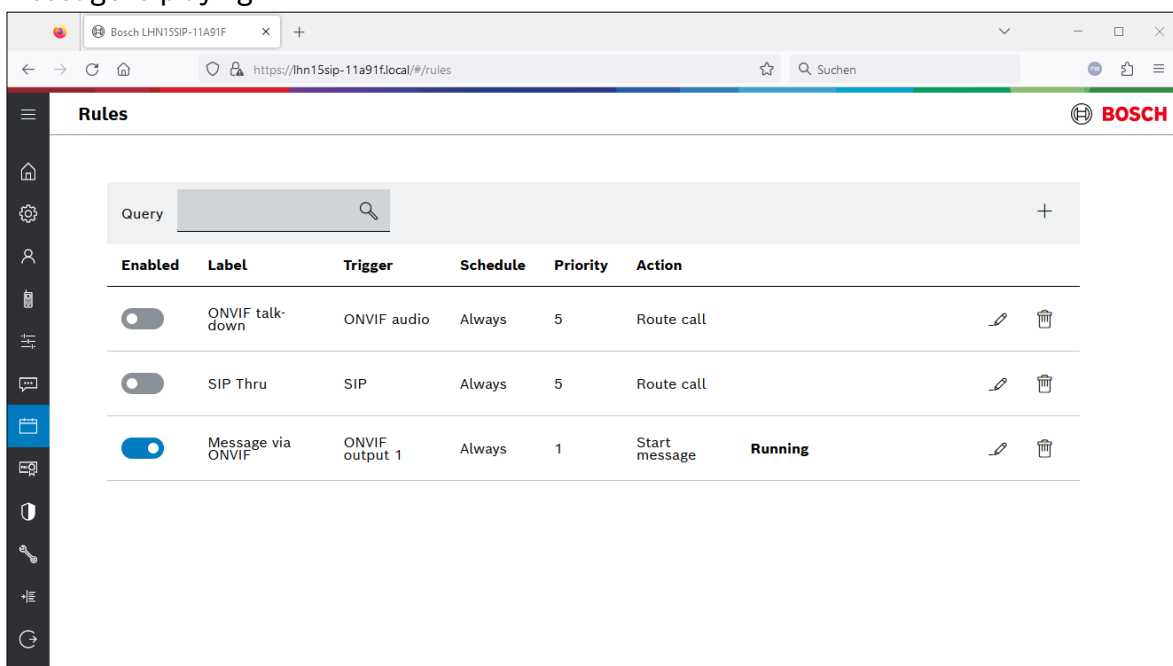 Bosch LHN15SIP-11A91F
https://lhn15sip-11a91f.local/#/rules
Suchen
Rules
BOSCH
Query
Enabled Label Trigger Schedule Priority Action
ONVIF talk-
down
ONVIF audio Always 5 Route call
SIP Thru SIP Always 5 Route call
Message via
ONVIF
ONVIF
output 1
Always 1
Start
message
Running